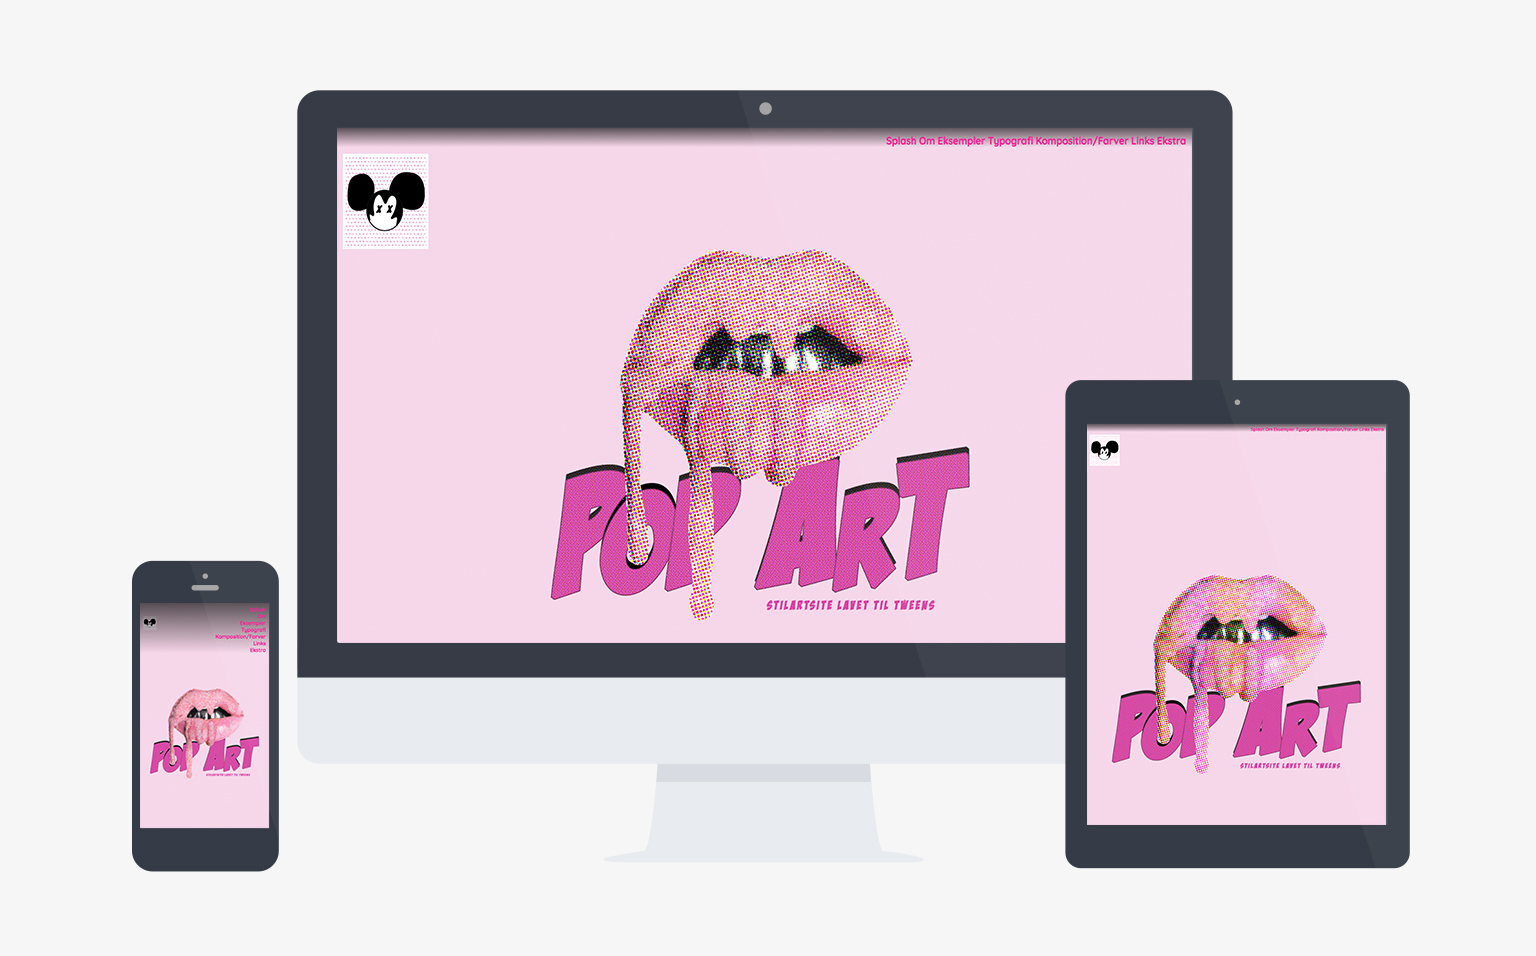 Splash Om Eksempler Typografi Komposition/Farver Links Ekstra
POP ART
STILARTSITE LAVET TIL TWEENS
Splash Om Eksempler Typografi Komposition/Farver Links Ekstra
POP ART
STILARTSITE LAVET TIL TWEENS
Eksempler
Typografi
Komposition/Farver
Links
Ekstra
POP ART
STILARTSITE LAVET TIL TWEENS